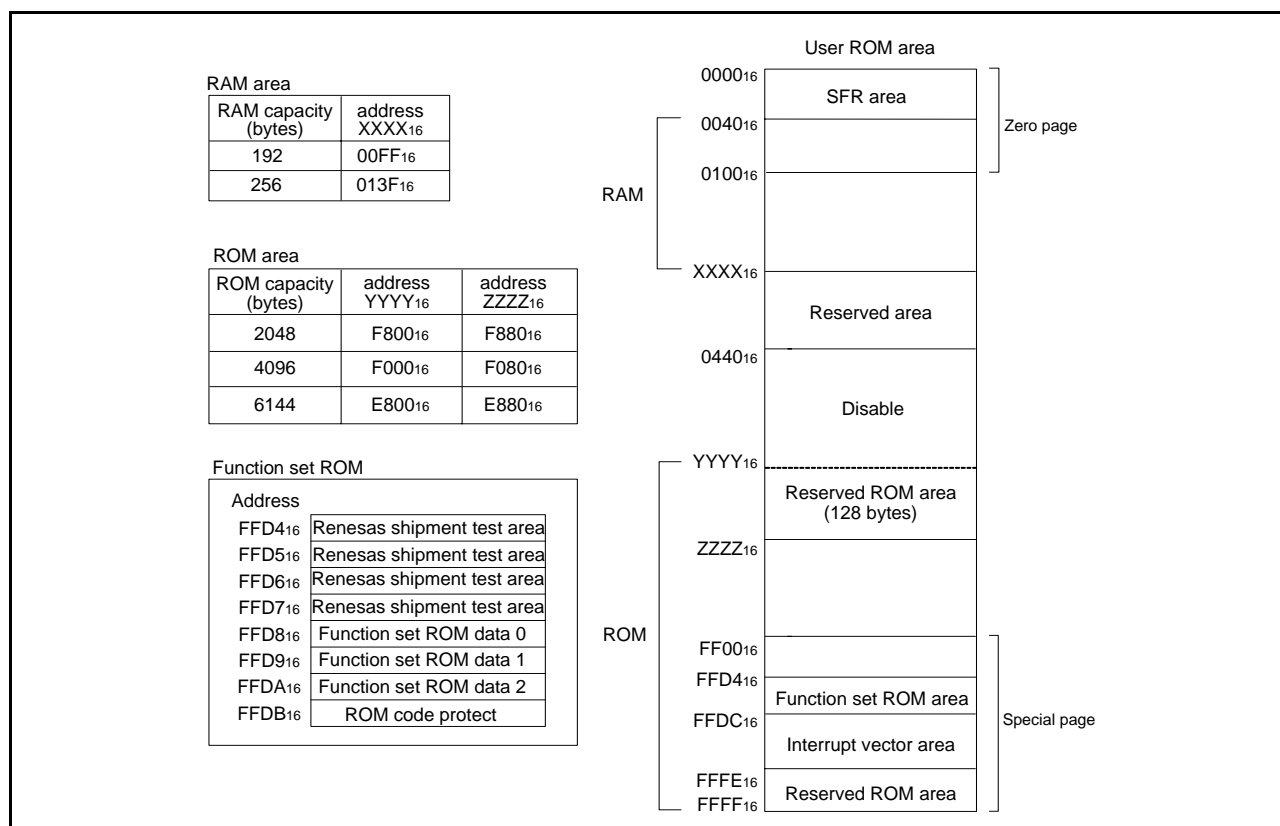 RAM area
RAM capacity (bytes) address XXXX16
192 00FF16
256 013F16
ROM area
ROM capacity (bytes) address YYYY16 address ZZZZ16
2048 F80016 F88016
4096 F00016 F08016
6144 E80016 E88016
Function set ROM
Address
FFD416 Renesas shipment test area
FFD516 Renesas shipment test area
FFD616 Renesas shipment test area
FFD716 Renesas shipment test area
FFD816 Function set ROM data 0
FFD916 Function set ROM data 1
FFDA16 Function set ROM data 2
FFDB16 ROM code protect
User ROM area
000016
SFR area
004016
Zero page
010016
RAM
XXXX16
Reserved area
044016
Disable
YYYY16
Reserved ROM area
(128 bytes)
ZZZZ16
ROM
FF0016
FFD416
Function set ROM area
FFDC16
Special page
Interrupt vector area
FFFE16
Reserved ROM area
FFFF16